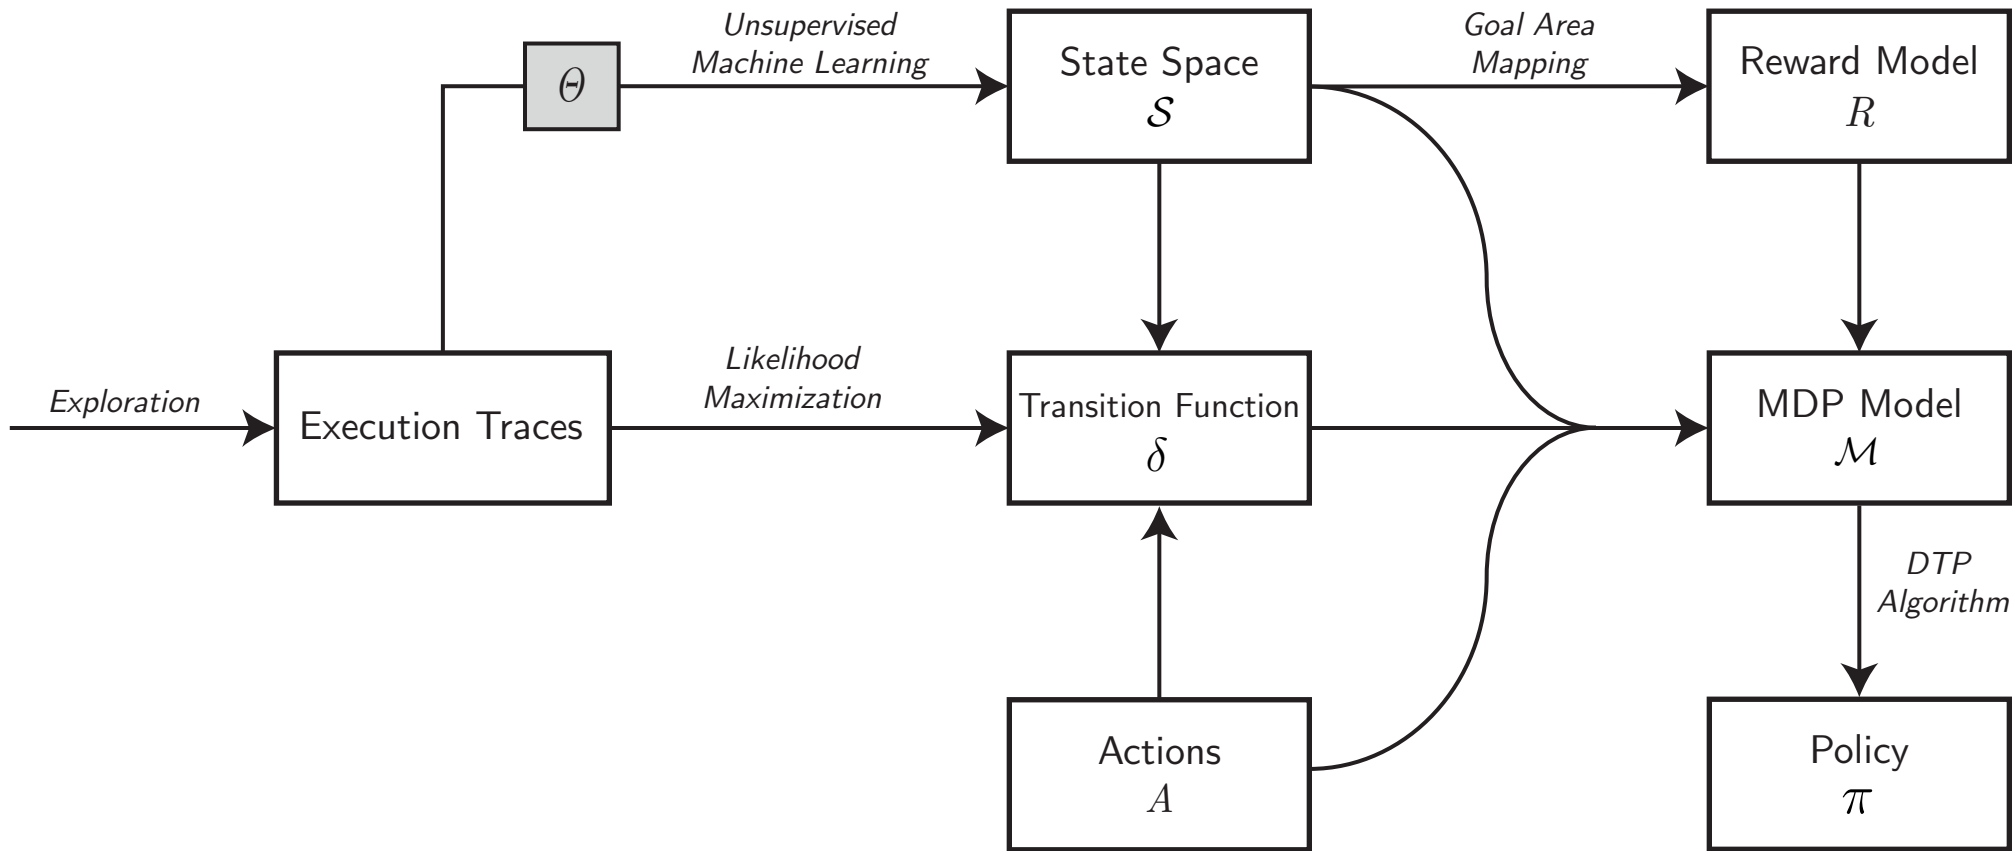 Unsupervised
Machine Learning
Θ
State Space
𝒮
Goal Area
Mapping
Reward Model
R
Exploration
Execution Traces
Likelihood
Maximization
Transition Function
δ
MDP Model
ℳ
DTP
Algorithm
Actions
A
Policy
π